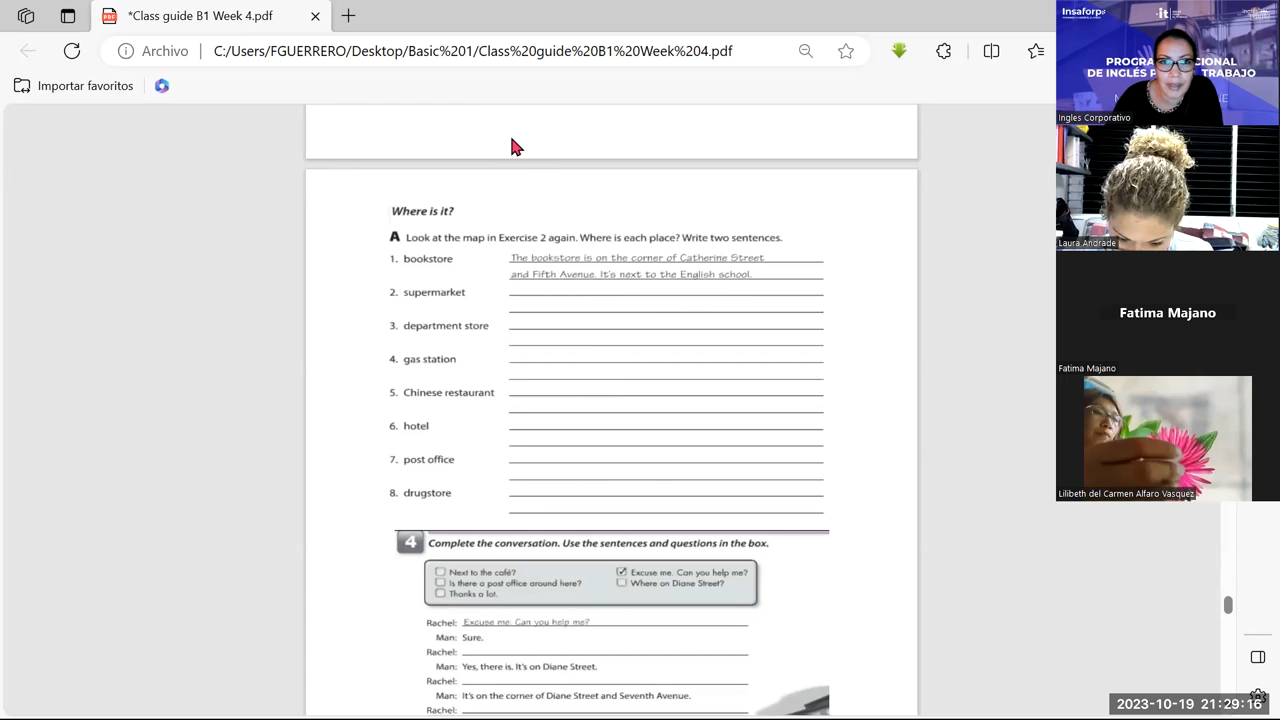 *Class guide B1 Week 4.pdf
Archivo
C:/Users/FGUERRERO/Desktop/Basic%201/Class%20guide%20B1%20Week%204.pdf
Importar favoritos
Where is it?
A Look at the map in Exercise 2 again. Where is each place? Write two sentences.
1. bookstore The bookstore is on the corner of Catherine Street
and Fifth Avenue. It's next to the English school.
2. supermarket
3. department store
4. gas station
5. Chinese restaurant
6. hotel
7. post office
8. drugstore
4 Complete the conversation. Use the sentences and questions in the box.
Next to the café? Excuse me. Can you help me?
Is there a post office around here? Where on Diane Street?
Thanks a lot.
Rachel: Excuse me. Can you help me?
Man: Sure.
Rachel:
Man: Yes, there is. It's on Diane Street.
Rachel:
Man: It's on the corner of Diane Street and Seventh Avenue.
Rachel:
Insaforp
it
PROGRA CIONAL
DE INGLÉS P TRABAJO
Ingles Corporativo
Laura Andrade
Fatima Majano
Fatima Majano
Lilibeth del Carmen Alfaro Vasquez
2023-10-19 21:29:16